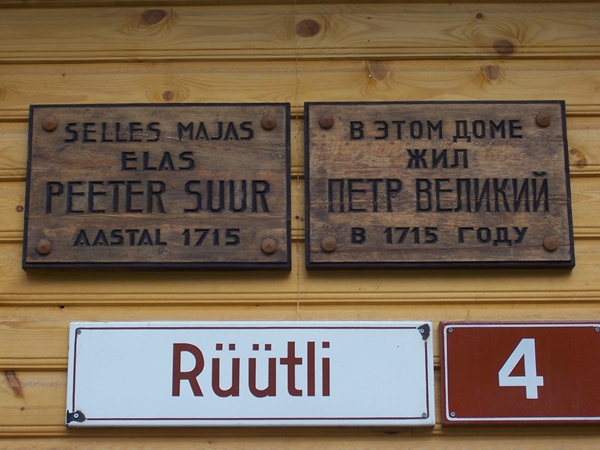 SELLES MAJAS
ELAS
PEETER SUUR
AASTAL 1715
В ЭТОМ ДОМЕ
ЖИЛ
ПЕТР ВЕЛИКИЙ
В 1715 ГОДУ
Rüütli
4